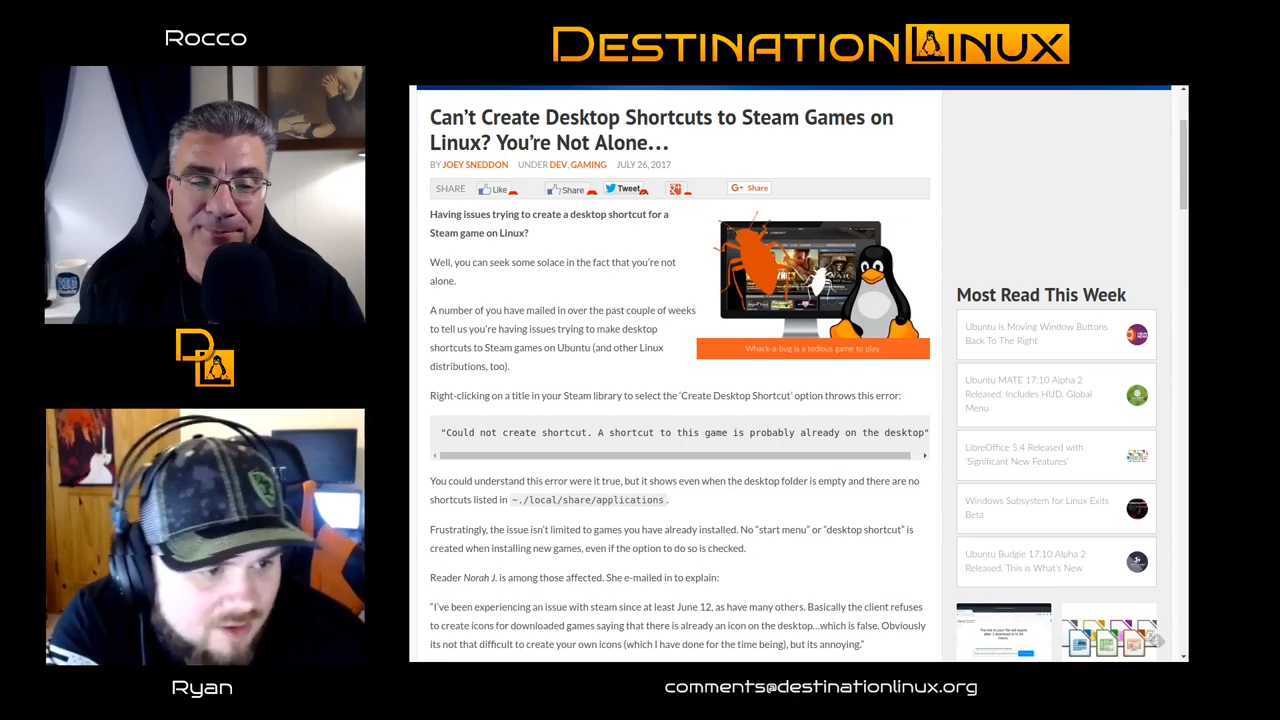 Rocco
DESTINATION LINUX
Can't Create Desktop Shortcuts to Steam Games on
Linux? You're Not Alone…
BY JOEY SNEDDON UNDER DEV, GAMING JULY 26, 2017
SHARE Like Share Tweet Share
Having issues trying to create a desktop shortcut for a
Steam game on Linux?
Well, you can seek some solace in the fact that you're not
alone.
A number of you have mailed in over the past couple of weeks
to tell us you're having issues trying to make desktop
shortcuts to Steam games on Ubuntu (and other Linux
distributions, too).
Whack-a-bug is a tedious game to play.
Right-clicking on a title in your Steam library to select the 'Create Desktop Shortcut' option throws this error:
"Could not create shortcut. A shortcut to this game is probably already on the desktop"
You could understand this error were it true, but it shows even when the desktop folder is empty and there are no
shortcuts listed in ~./local/share/applications.
Frustratingly, the issue isn't limited to games you have already installed. No "start menu" or "desktop shortcut" is
created when installing new games, even if the option to do so is checked.
Reader Norah J. is among those affected. She e-mailed in to explain:
"I've been experiencing an issue with steam since at least June 12, as have many others. Basically the client refuses
to create icons for downloaded games saying that there is already an icon on the desktop…which is false. Obviously
its not that difficult to create your own icons (which I have done for the time being), but its annoying."
Most Read This Week
Ubuntu Is Moving Window Buttons
Back To The Right
Ubuntu MATE 17.10 Alpha 2
Released, Includes HUD, Global
Menu
LibreOffice 5.4 Released with
'Significant New Features'
Windows Subsystem for Linux Exits
Beta
Ubuntu Budgie 17.10 Alpha 2
Released, This is What's New
DL
Ryan
comments@destinationlinux.org